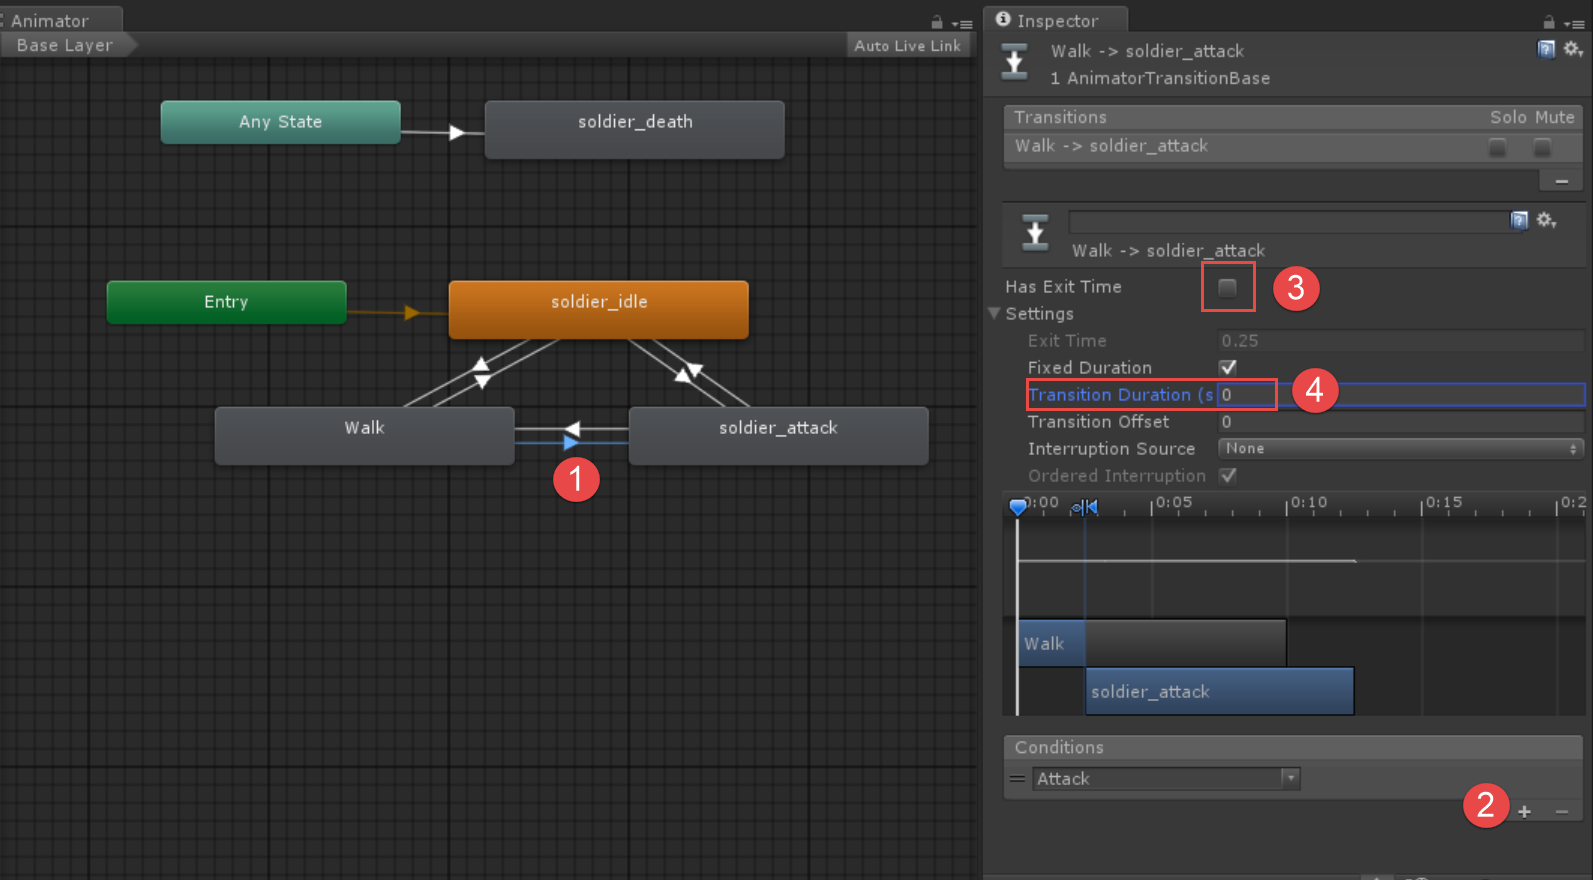 Animator
Base Layer
Auto Live Link
Any State
soldier_death
Entry
soldier_idle
Walk
soldier_attack
1
Inspector
Walk -> soldier_attack
1 AnimatorTransitionBase
Transitions Solo Mute
Walk -> soldier_attack
Walk -> soldier_attack
Has Exit Time
3
Settings
Exit Time 0.25
Fixed Duration
Transition Duration (s 0
4
Transition Offset 0
Interruption Source None
Ordered Interruption
0:00 0:05 0:10 0:15 0:2
Walk
soldier_attack
Conditions
Attack
2